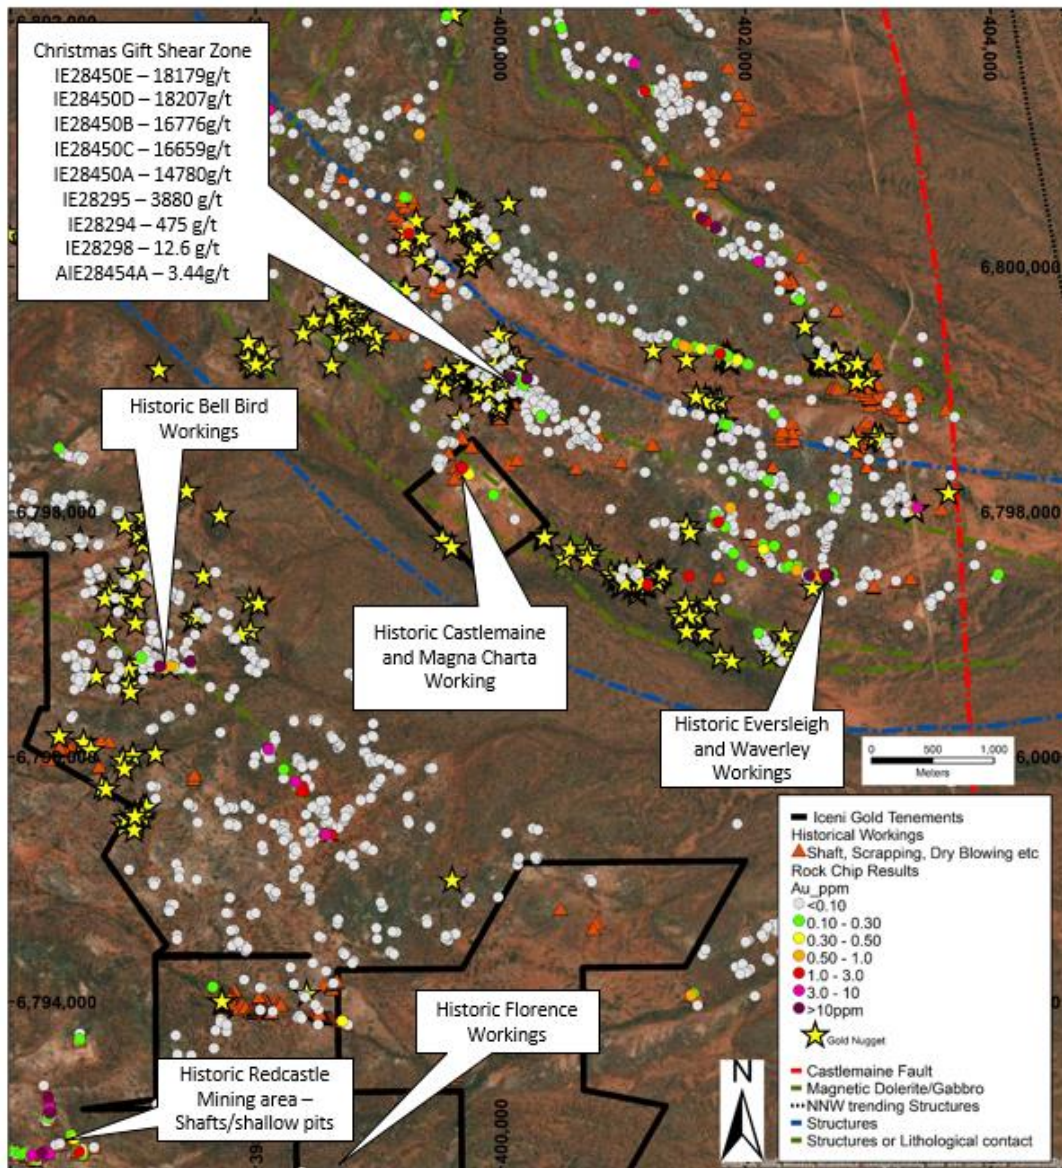 6,802,000
400,000
402,000
404,000
Christmas Gift Shear Zone
IE28450E – 18179g/t
IE28450D – 18207g/t
IE28450B – 16776g/t
IE28450C – 16659g/t
IE28450A – 14780g/t
IE28295 – 3880 g/t
IE28294 – 475 g/t
IE28298 – 12.6 g/t
AIE28454A – 3.44g/t
6,800,000
Historic Bell Bird
Workings
6,798,000
6,798,000
Historic Castlemaine
and Magna Charta
Working
Historic Eversleigh
and Waverley
Workings
6,000
0 500 1,000
Meters
Iceni Gold Tenements
Historical Workings
Shaft, Scrapping, Dry Blowing etc
Rock Chip Results
Au_ppm
<0.10
0.10 - 0.30
0.30 - 0.50
0.50 - 1.0
1.0 - 3.0
3.0 - 10
>10ppm
Gold Nugget
Castlemaine Fault
Magnetic Dolerite/Gabbro
NNW trending Structures
Structures
Structures or Lithological contact
N
6,794,000
Historic Florence
Workings
Historic Redcastle
Mining area –
Shafts/shallow pits
39
400,000